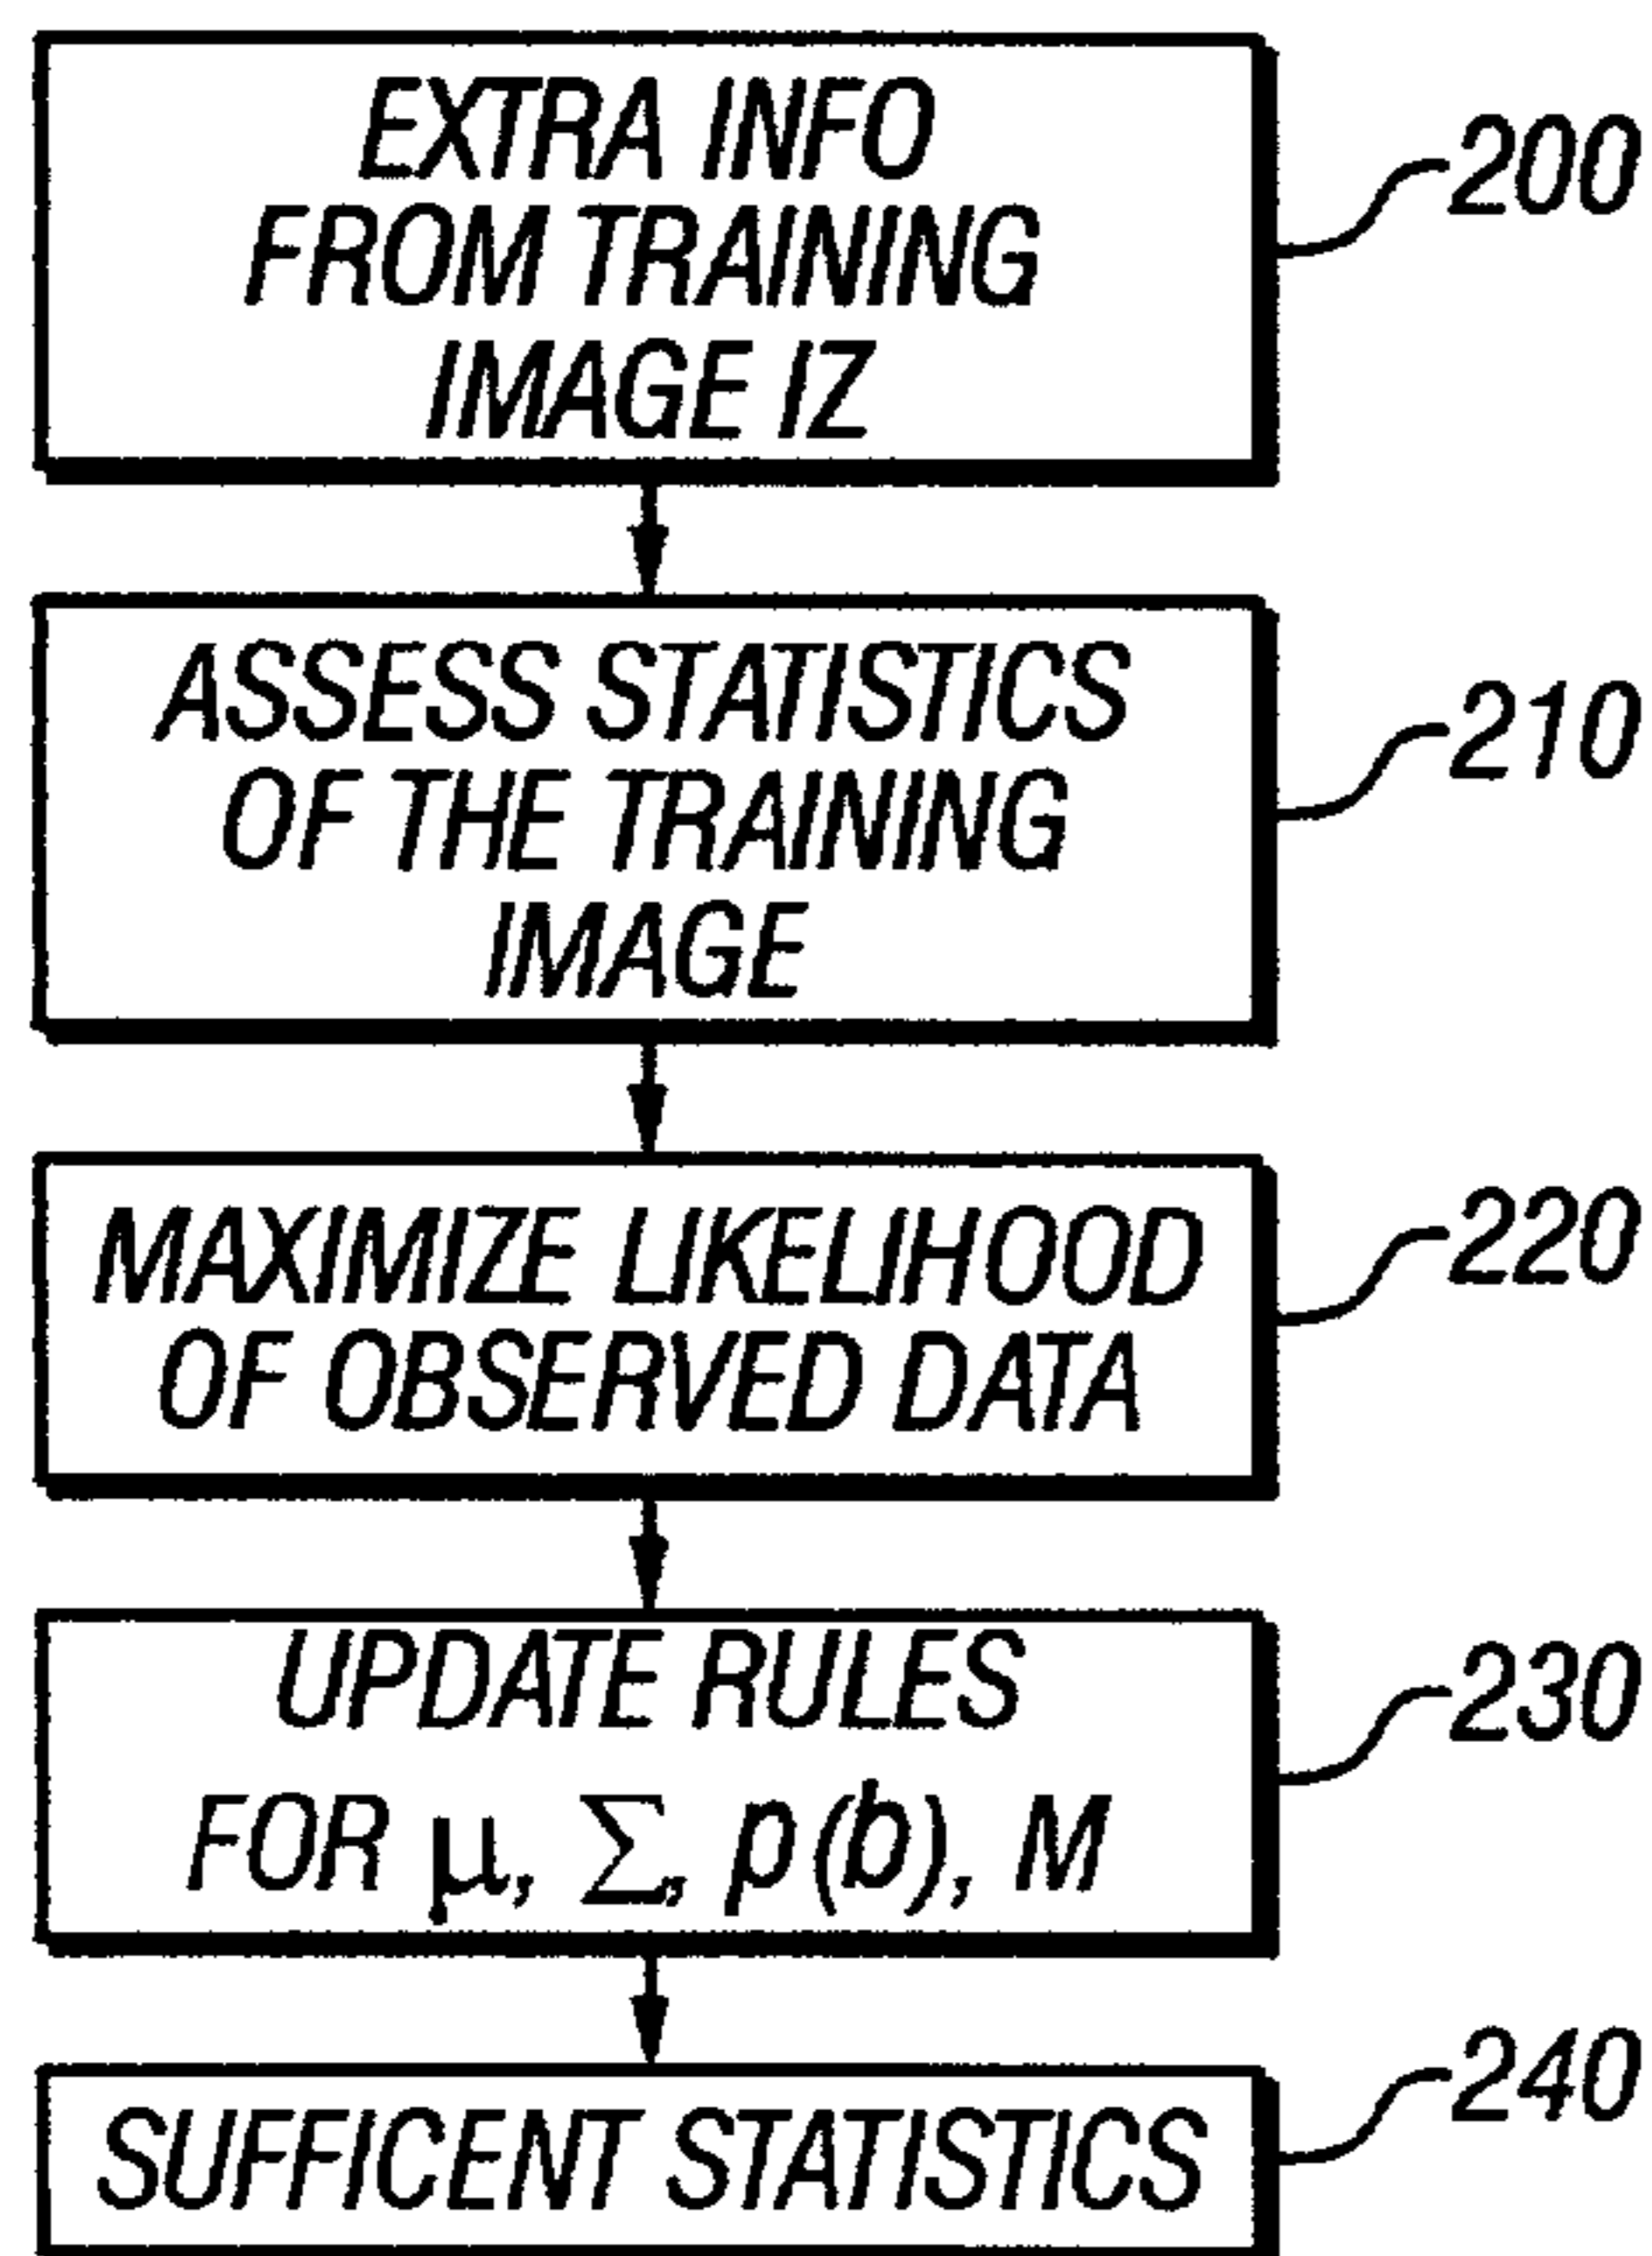 EXTRA INFO
FROM TRAINING
IMAGE IZ
200
ASSESS STATISTICS
OF THE TRAINING
IMAGE
210
MAXIMIZE LIKELIHOOD
OF OBSERVED DATA
220
UPDATE RULES
FOR μ, Σ, p(b), M
230
SUFFICENT STATISTICS
240